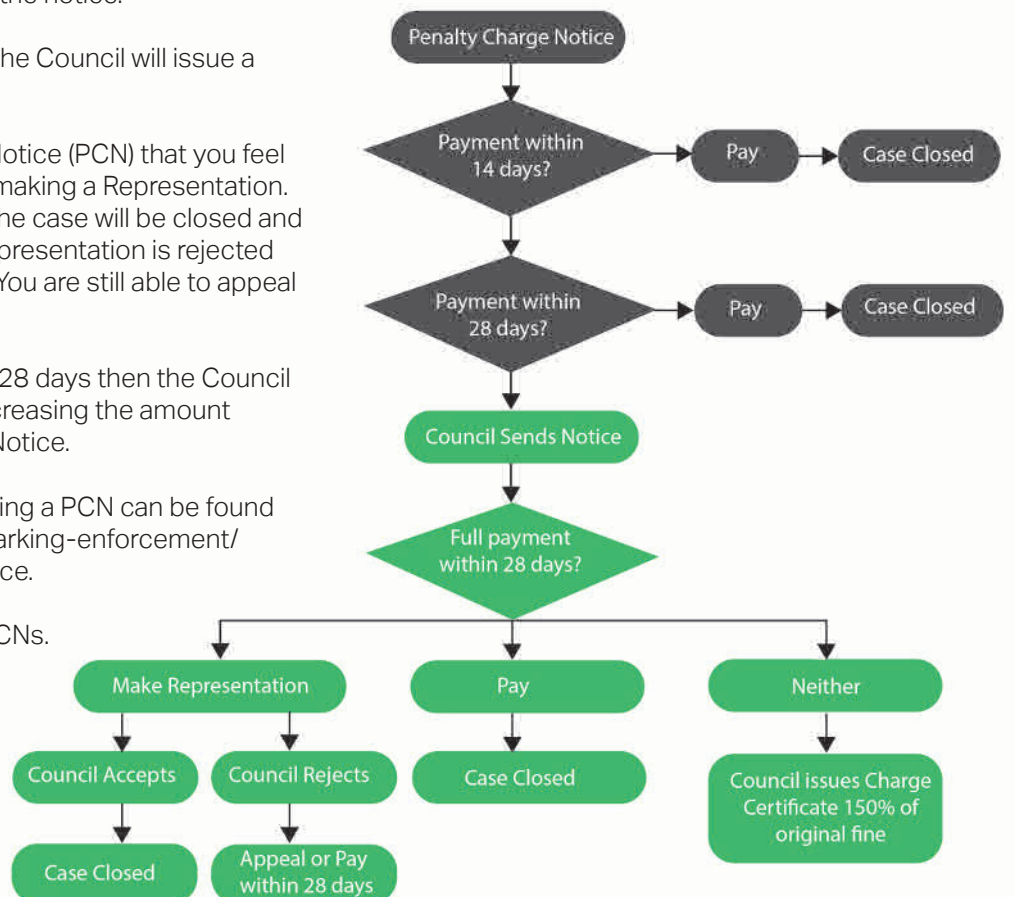 the notice.
he Council will issue a
otice (PCN) that you feel
making a Representation.
he case will be closed and
presentation is rejected
You are still able to appeal
28 days then the Council
creasing the amount
Notice.
ing a PCN can be found
arking-enforcement/
ce.
CNs.
Penalty Charge Notice
Payment within
14 days?
Pay
Case Closed
Payment within
28 days?
Pay
Case Closed
Council Sends Notice
Full payment
within 28 days?
Make Representation
Pay
Neither
Council Accepts
Council Rejects
Case Closed
Council issues Charge
Certificate 150% of
original fine
Case Closed
Appeal or Pay
within 28 days